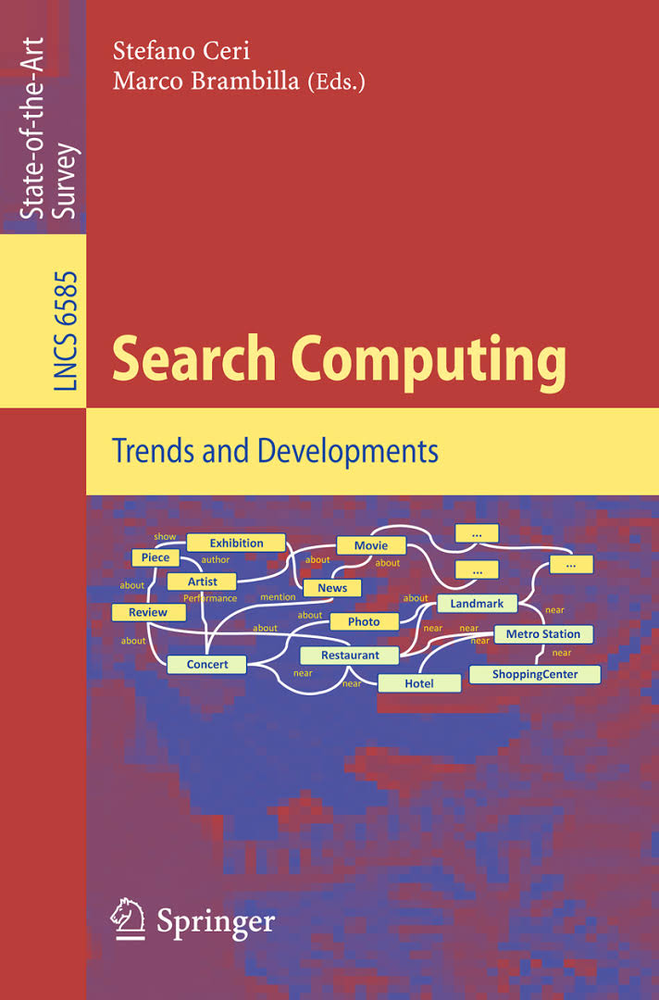 Stefano Ceri
Marco Brambilla (Eds.)
State-of-the-Art
Survey
LNCS 6585
Search Computing
Trends and Developments
show
Exhibition
Movie
...
Piece
author
about
about
...
...
Artist
about
News
Performance
mention
about
Landmark
Review
about
Photo
near
about
about
near
near
near
Metro Station
Concert
Restaurant
near
near
near
Hotel
ShoppingCenter
Springer